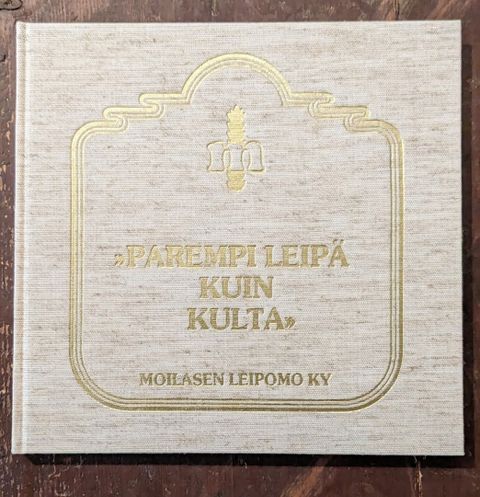 m
»PAREMPI LEIPÄ
KUIN
KULTA»
MOILASEN LEIPOMO KY